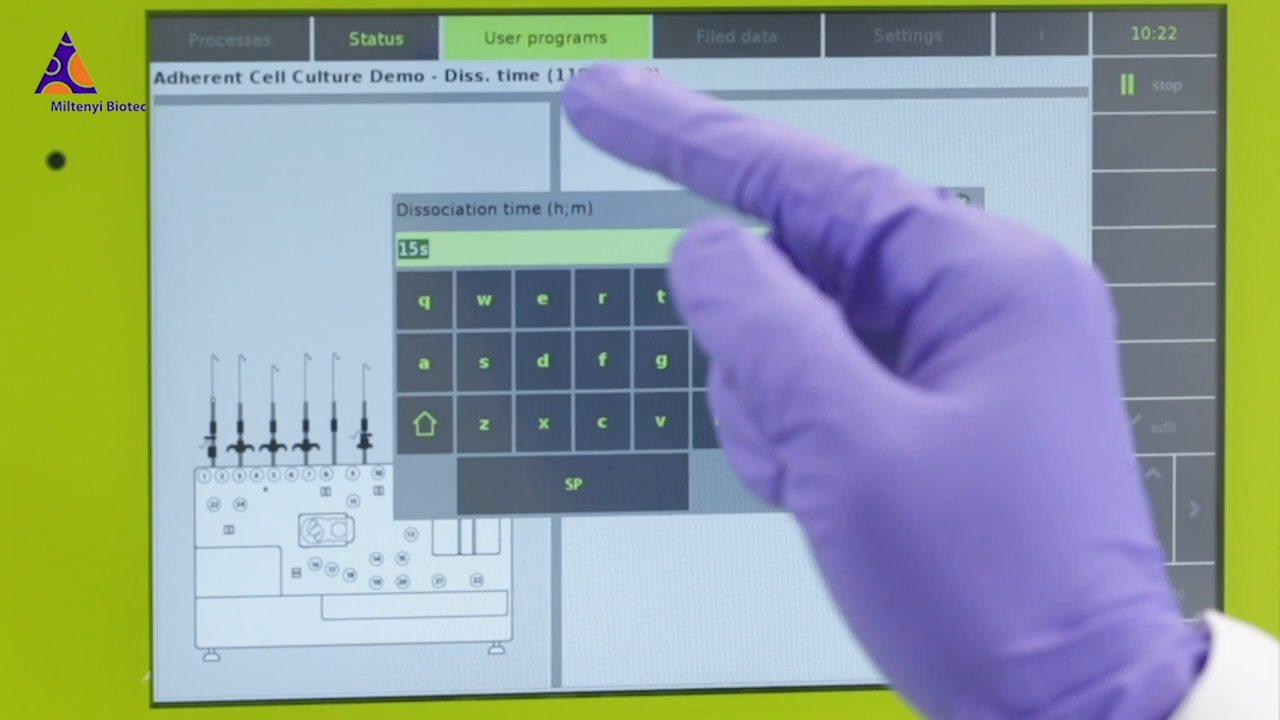 Miltenyi Biotec
Processes
Status
User programs
Filed data
Settings
i
10:22
Adherent Cell Culture Demo - Diss. time
stop
Dissociation time (h;m)
15s
q w e r t
a s d f g
z x c v
SP
edit